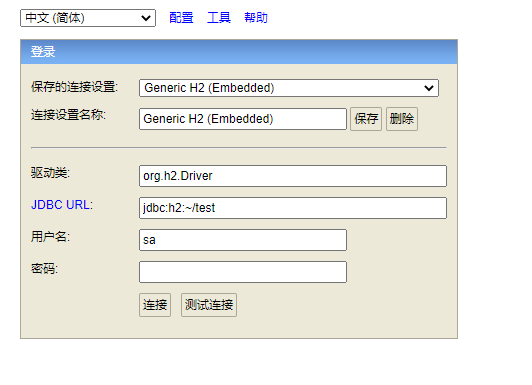 中文 (简体) 配置 工具 帮助
登录
保存的连接设置: Generic H2 (Embedded)
连接设置名称: Generic H2 (Embedded) 保存 删除
驱动类: org.h2.Driver
JDBC URL: jdbc:h2:~/test
用户名: sa
密码:
连接 测试连接